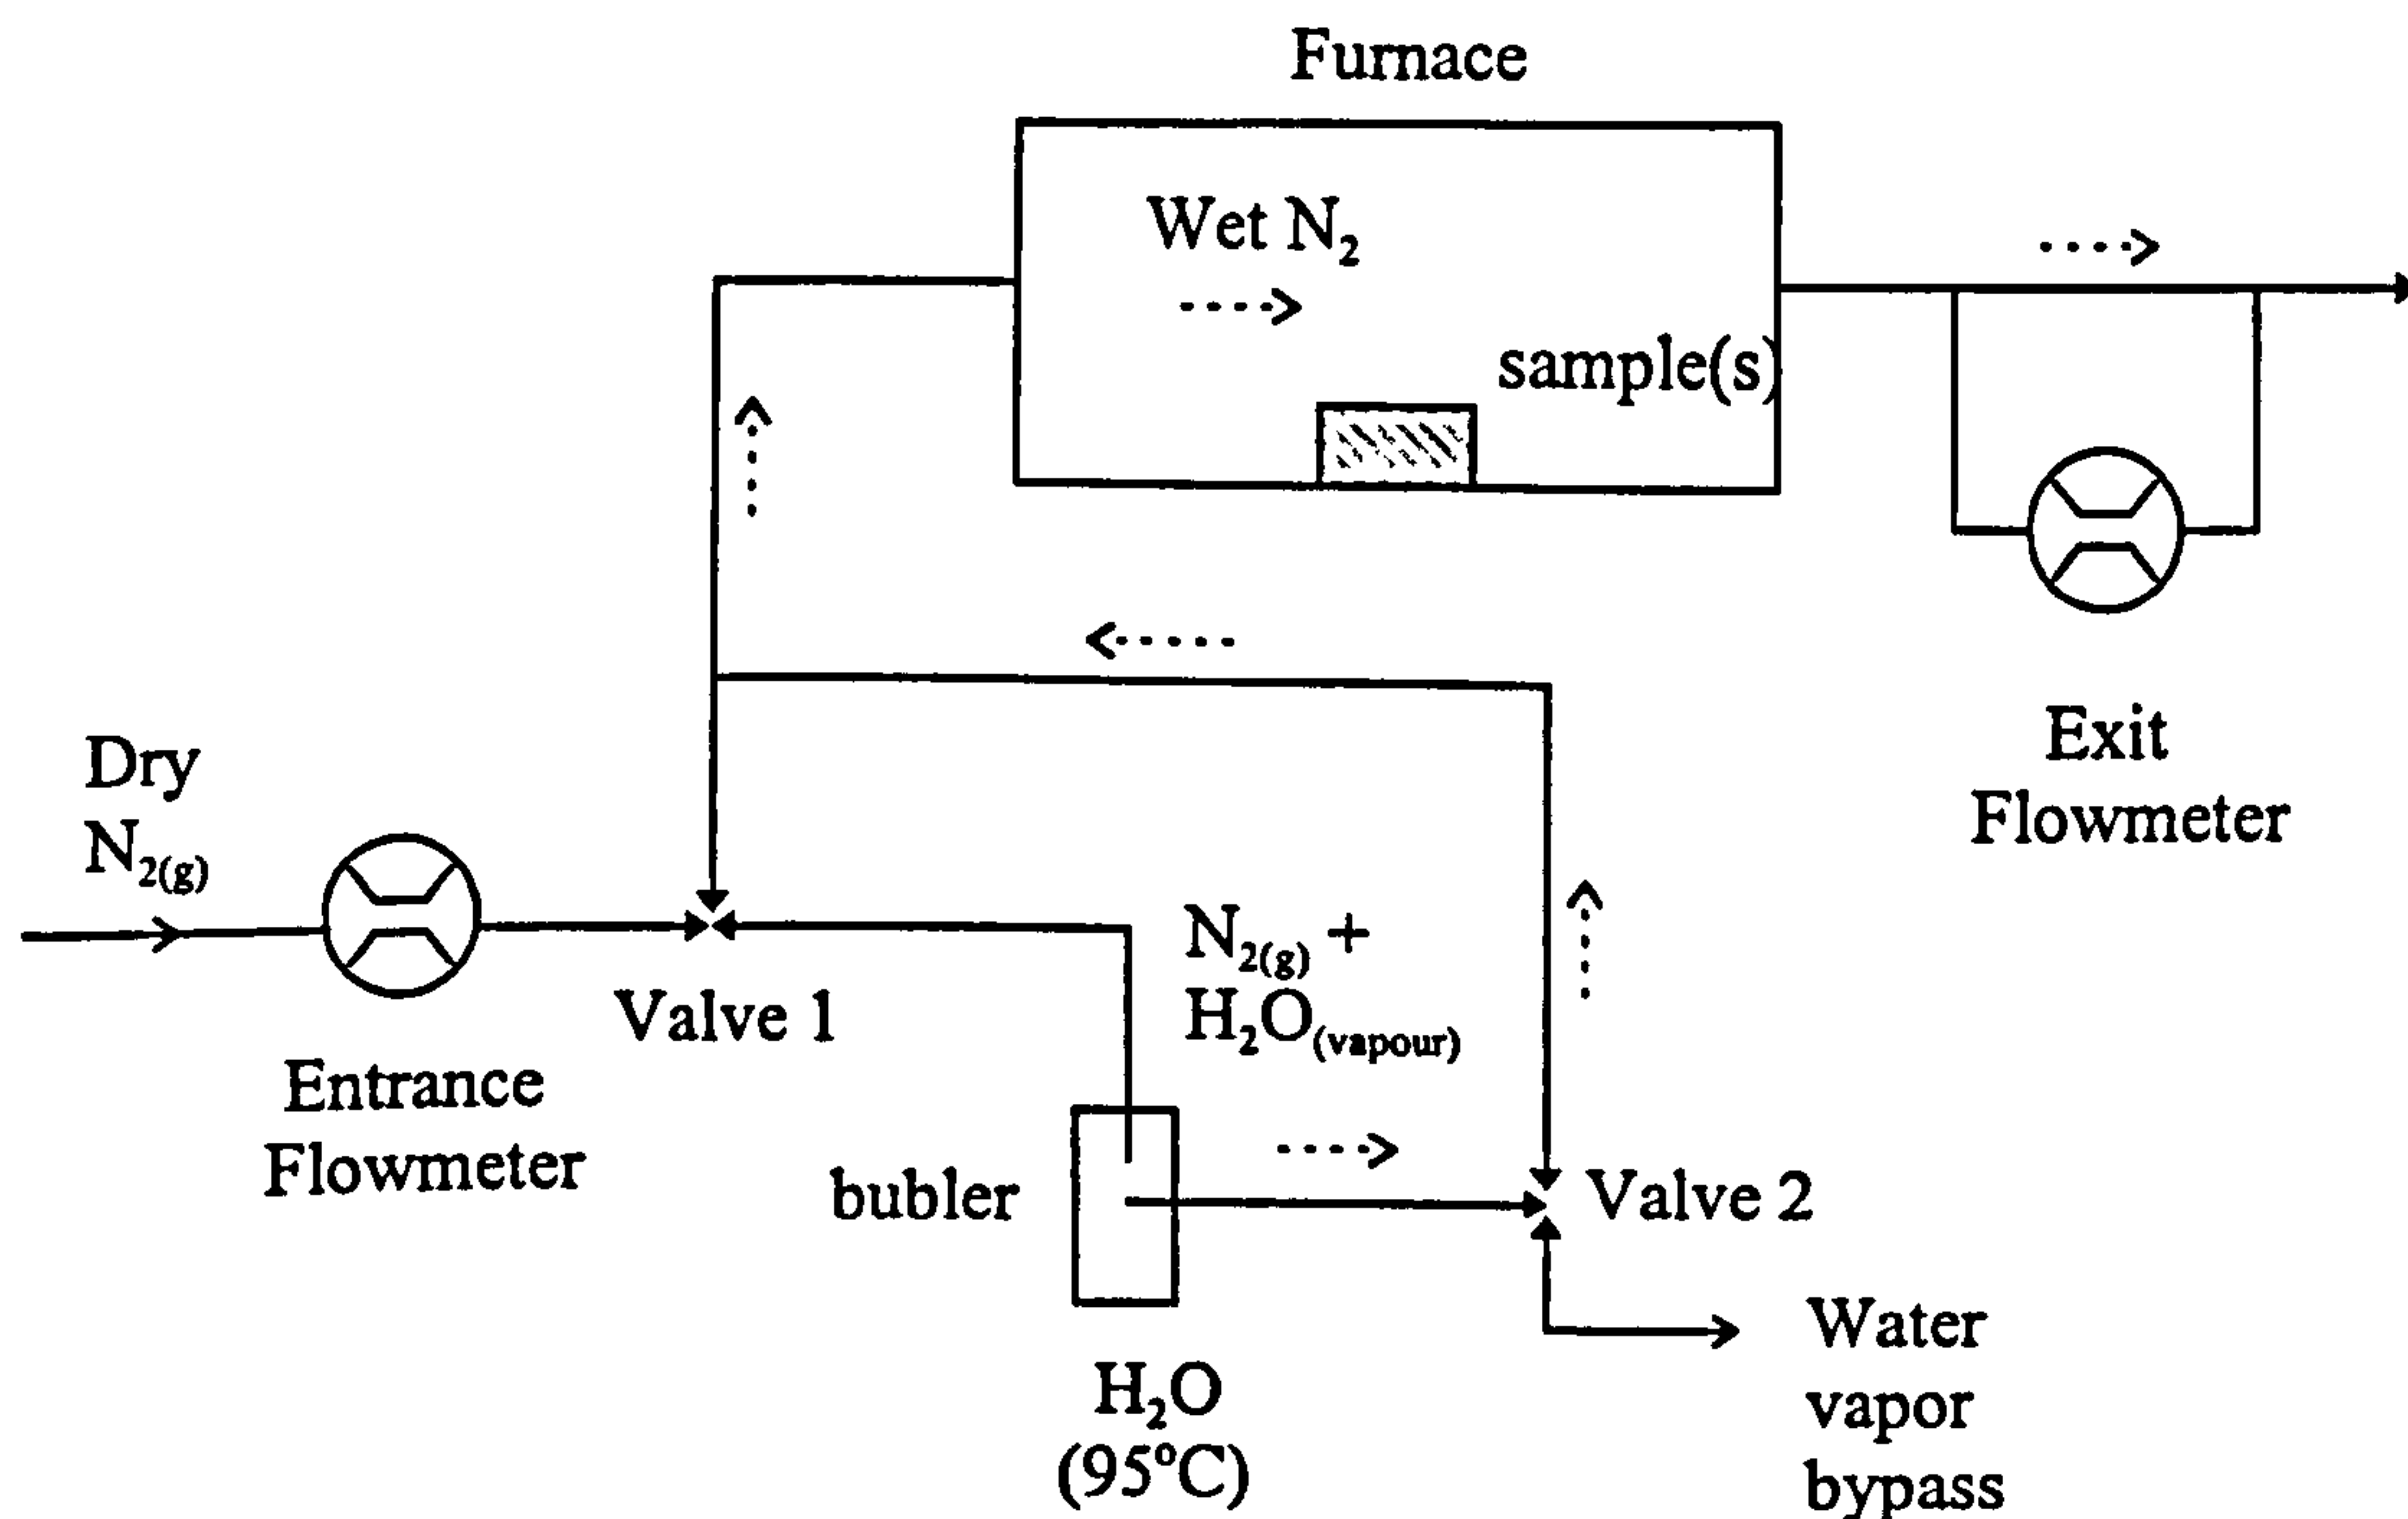 Furnace
Wet N₂
sample(s)
Dry
N₂(g)
Entrance
Flowmeter
Valve 1
N₂(g) +
H₂O(vapour)
bubler
H₂O
(95°C)
Valve 2
Water
vapor
bypass
Exit
Flowmeter